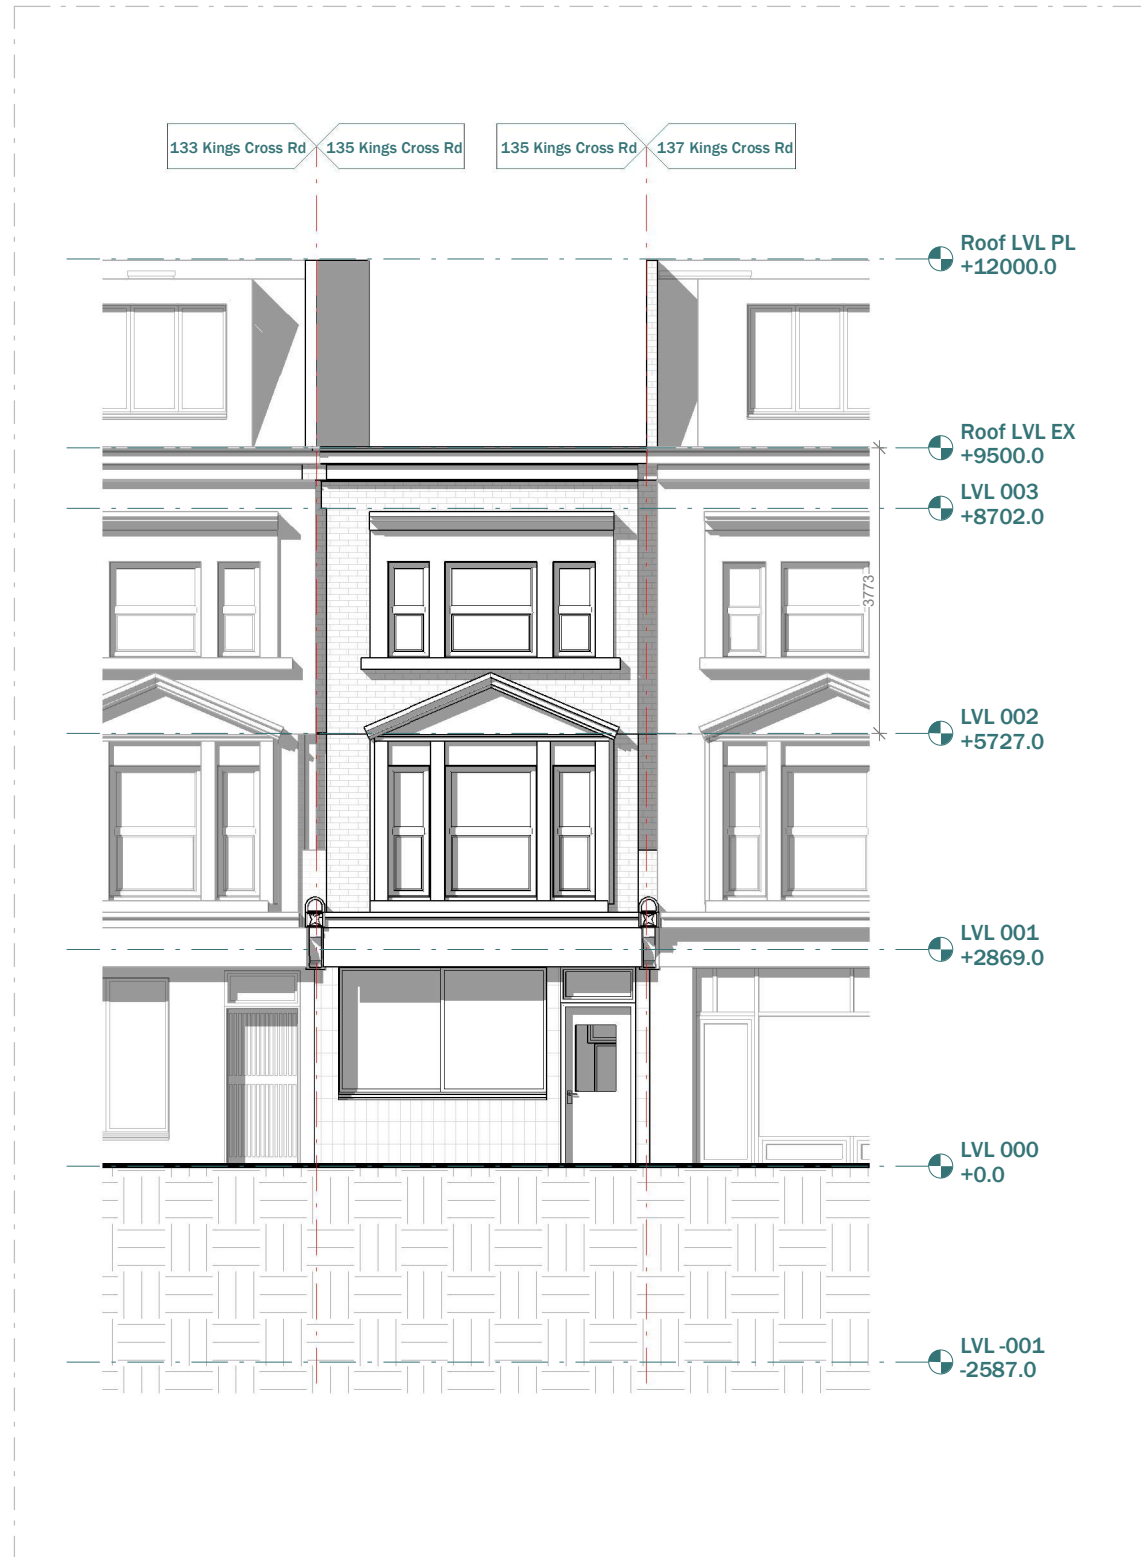 133 Kings Cross Rd
135 Kings Cross Rd
135 Kings Cross Rd
137 Kings Cross Rd
Roof LVL PL
+12000.0
Roof LVL EX
+9500.0
LVL 003
+8702.0
3773
LVL 002
+5727.0
LVL 001
+2869.0
LVL 000
+0.0
LVL -001
-2587.0